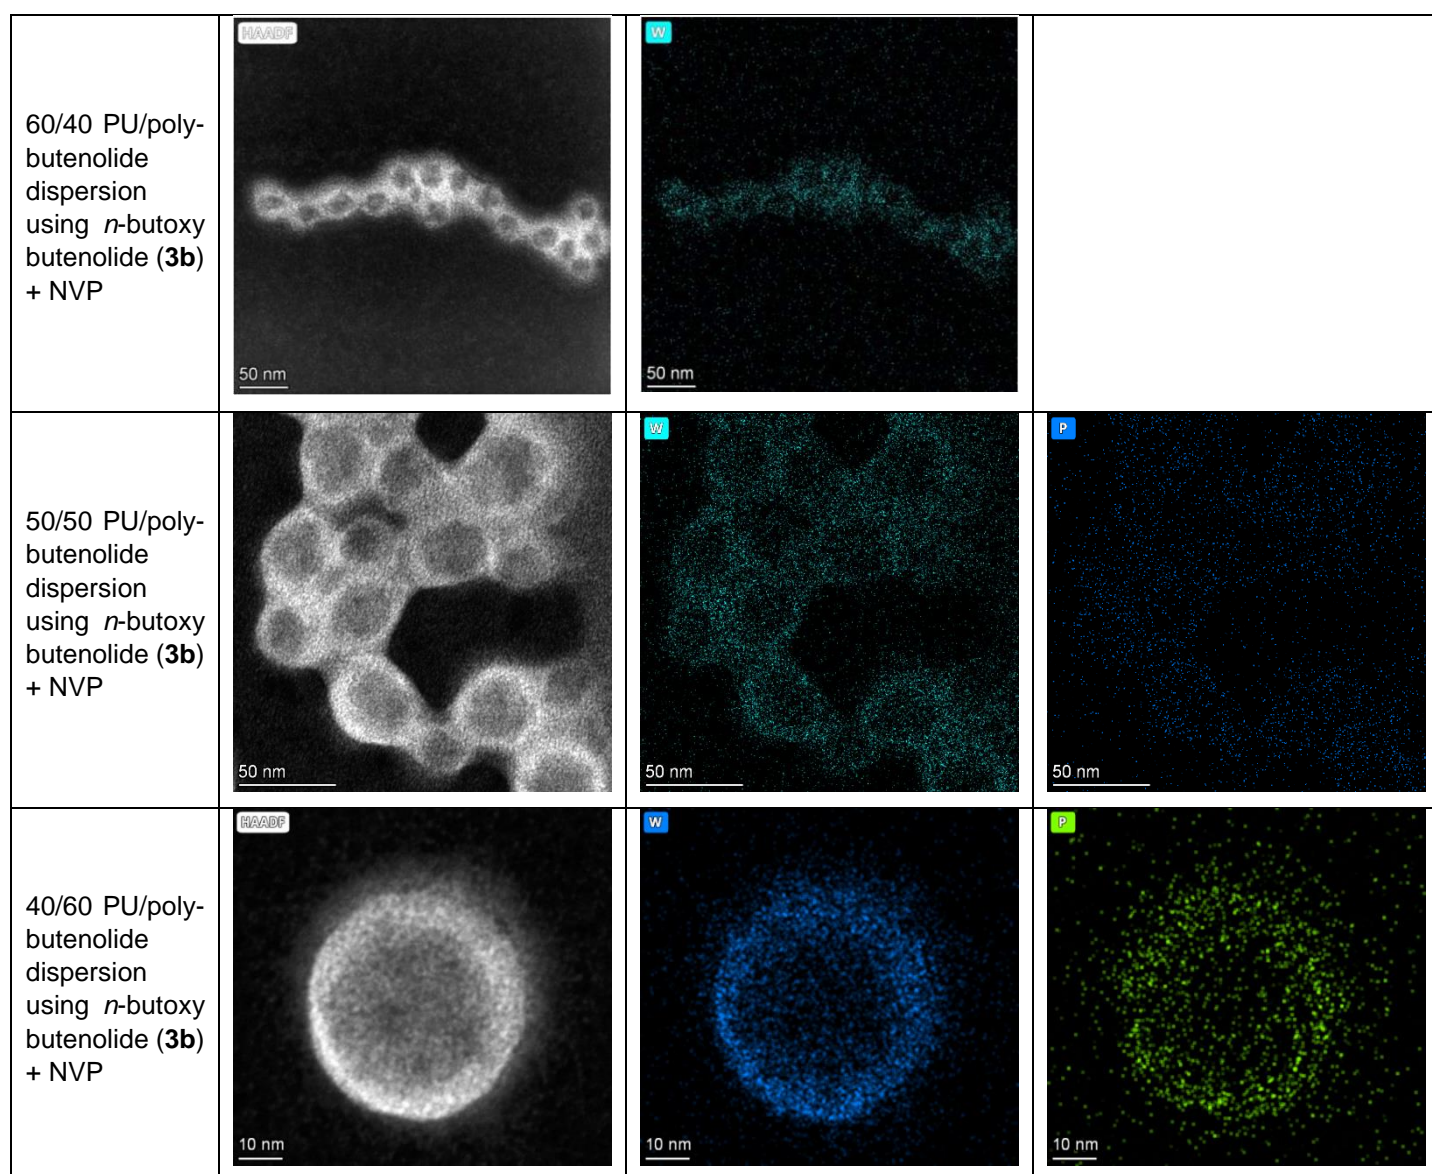 60/40 PU/poly-
butenolide
dispersion
using n-butoxy
butenolide (3b)
+ NVP
HAADF
50 nm
W
50 nm
50/50 PU/poly-
butenolide
dispersion
using n-butoxy
butenolide (3b)
+ NVP
50 nm
W
50 nm
P
50 nm
40/60 PU/poly-
butenolide
dispersion
using n-butoxy
butenolide (3b)
+ NVP
HAADF
10 nm
W
10 nm
P
10 nm